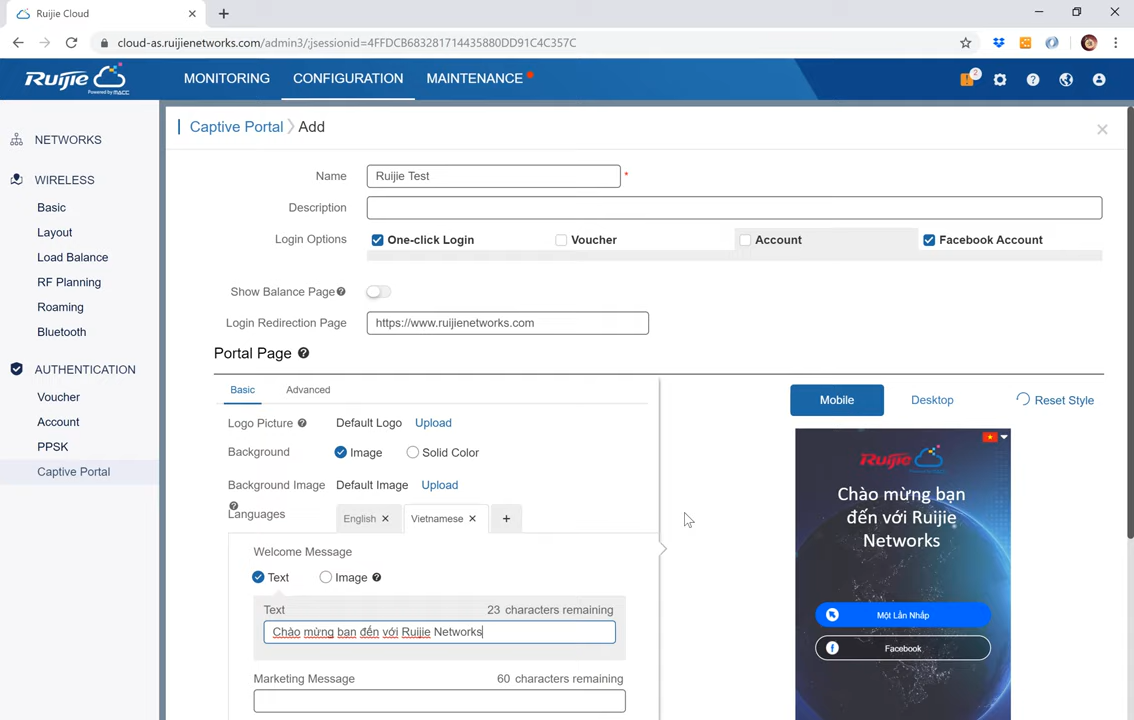 Ruijie Cloud
cloud-as.ruijienetworks.com/admin3/;jsessionid=4FFDCB683281714435880DD91C4C357C
Ruijie
Powered by MACC
MONITORING CONFIGURATION MAINTENANCE
2
NETWORKS
WIRELESS
Basic
Layout
Load Balance
RF Planning
Roaming
Bluetooth
AUTHENTICATION
Voucher
Account
PPSK
Captive Portal
Captive Portal Add
Name Ruijie Test *
Description
Login Options One-click Login Voucher Account Facebook Account
Show Balance Page
Login Redirection Page https://www.ruijienetworks.com
Portal Page
Basic Advanced
Logo Picture Default Logo Upload
Background Image Solid Color
Background Image Default Image Upload
Languages English Vietnamese +
Welcome Message
Text Image
Text 23 characters remaining
Chào mừng bạn đến với Ruijie Networks
Marketing Message 60 characters remaining
Mobile Desktop Reset Style
Ruijie
Chào mừng bạn
đến với Ruijie
Networks
Một Lần Nhấp
Facebook